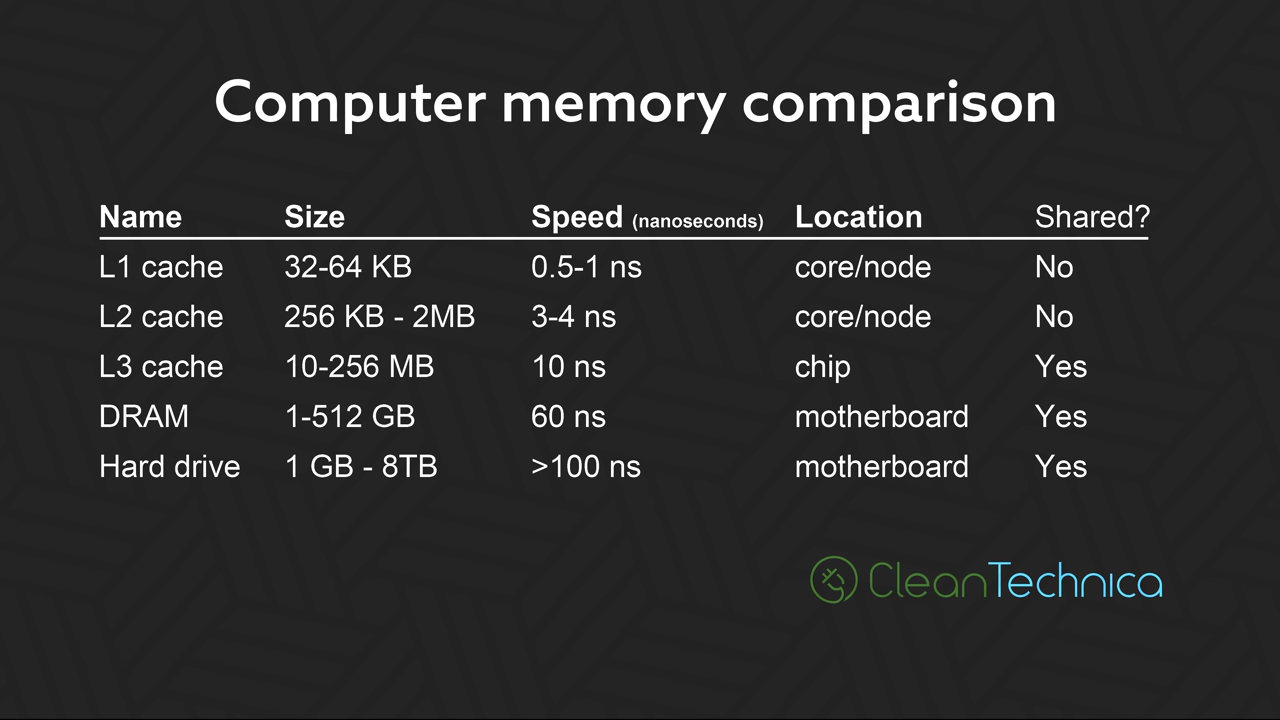 Computer memory comparison
Name Size Speed (nanoseconds) Location Shared?
L1 cache 32-64 KB 0.5-1 ns core/node No
L2 cache 256 KB - 2MB 3-4 ns core/node No
L3 cache 10-256 MB 10 ns chip Yes
DRAM 1-512 GB 60 ns motherboard Yes
Hard drive 1 GB - 8TB >100 ns motherboard Yes
CleanTechnica